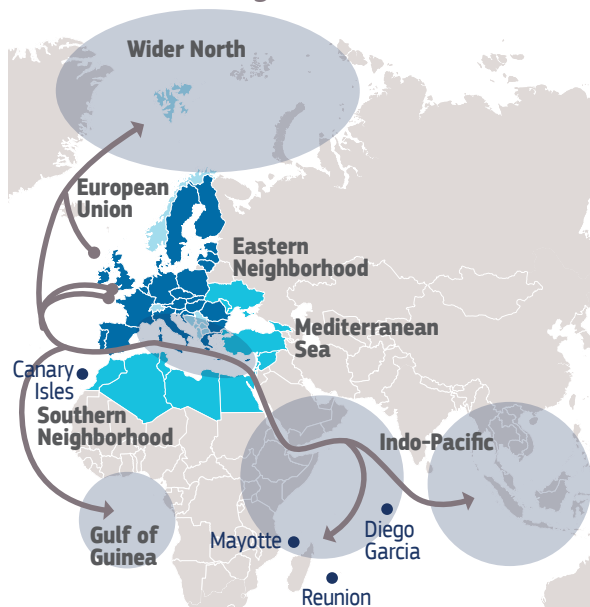 Wider North
European
Union
Eastern
Neighborhood
Mediterranean
Sea
Canary
Isles
Southern
Neighborhood
Indo-Pacific
Gulf of
Guinea
Mayotte
Diego
Garcia
Reunion